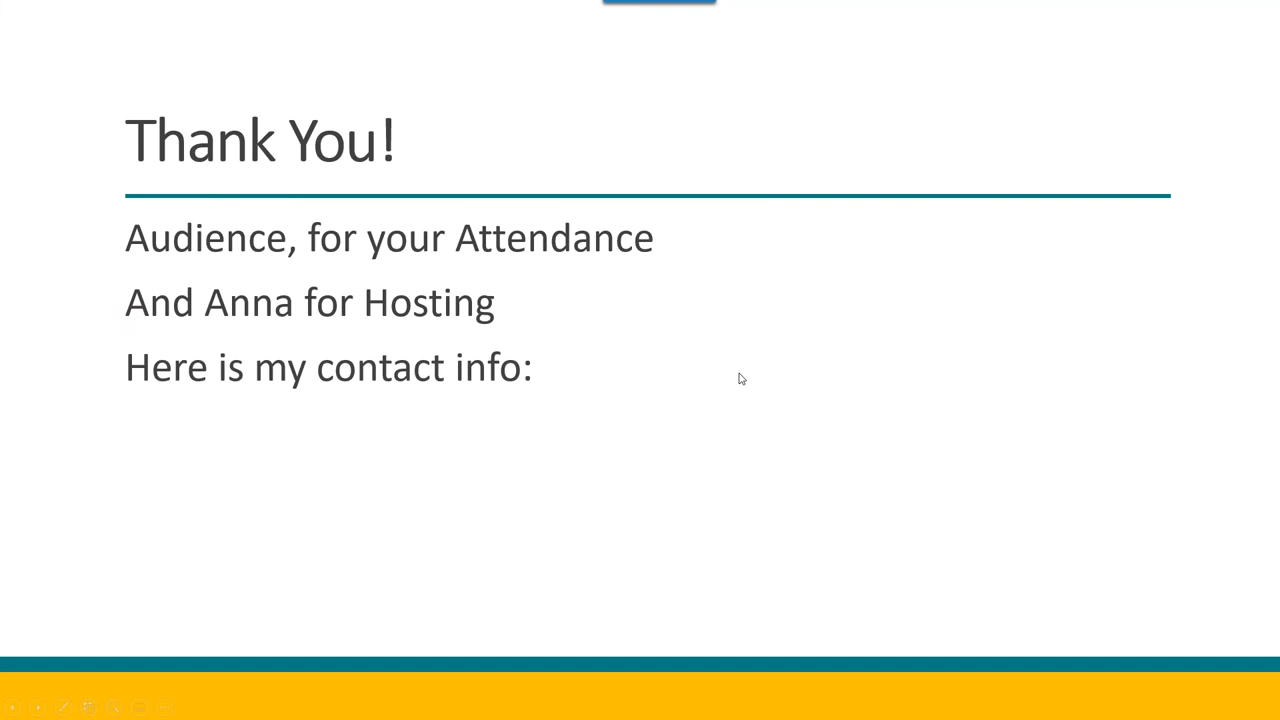 Thank You!
Audience, for your Attendance
And Anna for Hosting
Here is my contact info: